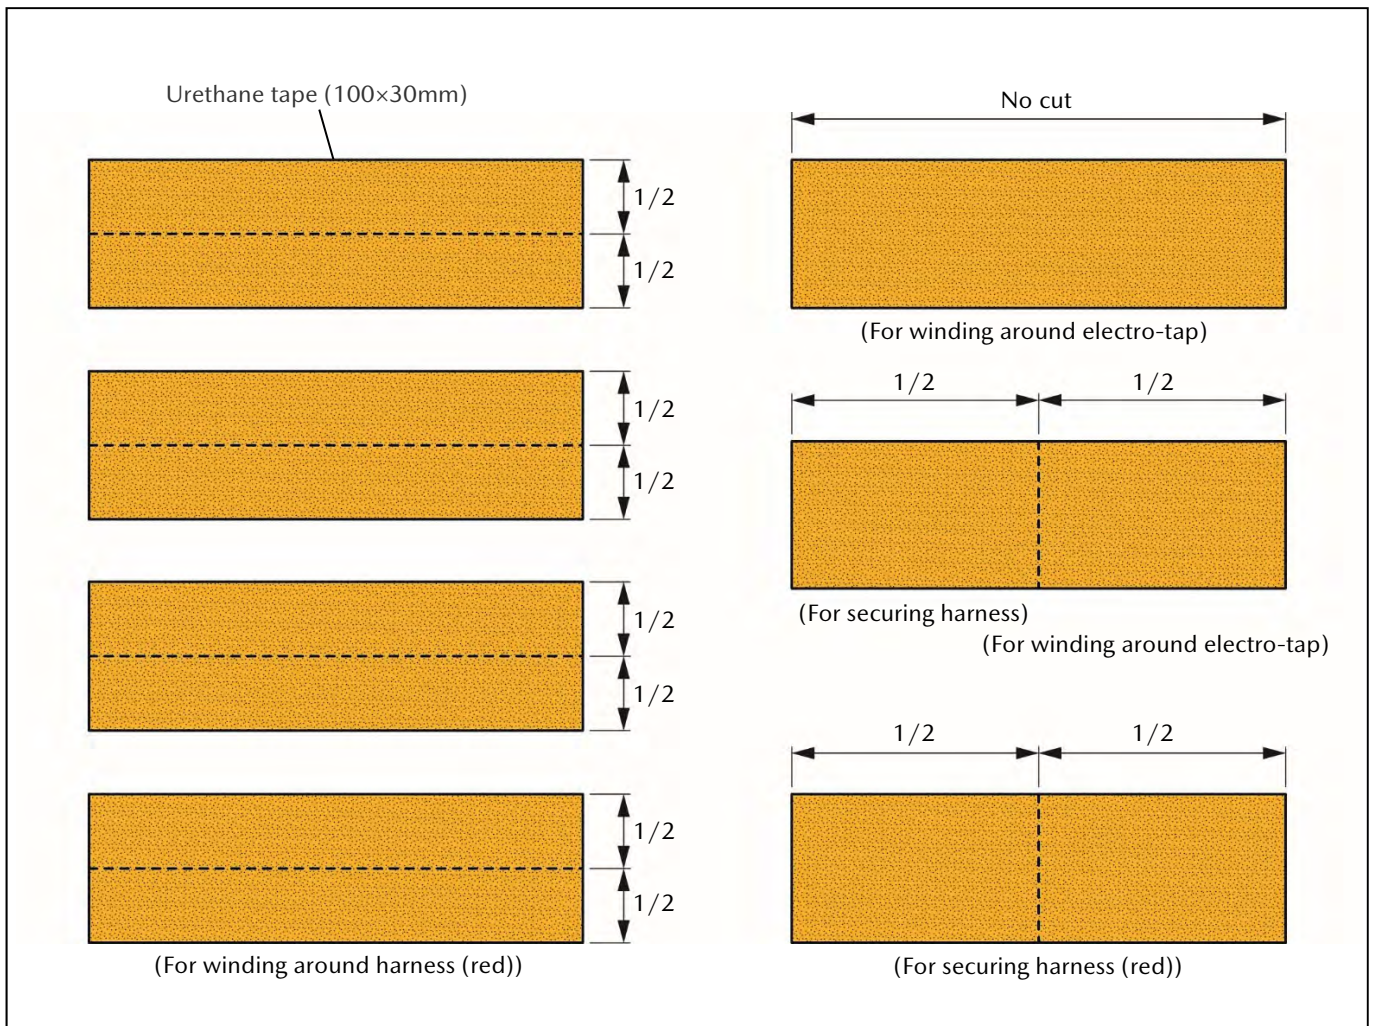 Urethane tape (100×30mm)
1/2
1/2
1/2
1/2
1/2
1/2
1/2
1/2
(For winding around harness (red))
No cut
(For winding around electro-tap)
1/2 1/2
(For securing harness)
(For winding around electro-tap)
1/2 1/2
(For securing harness (red))